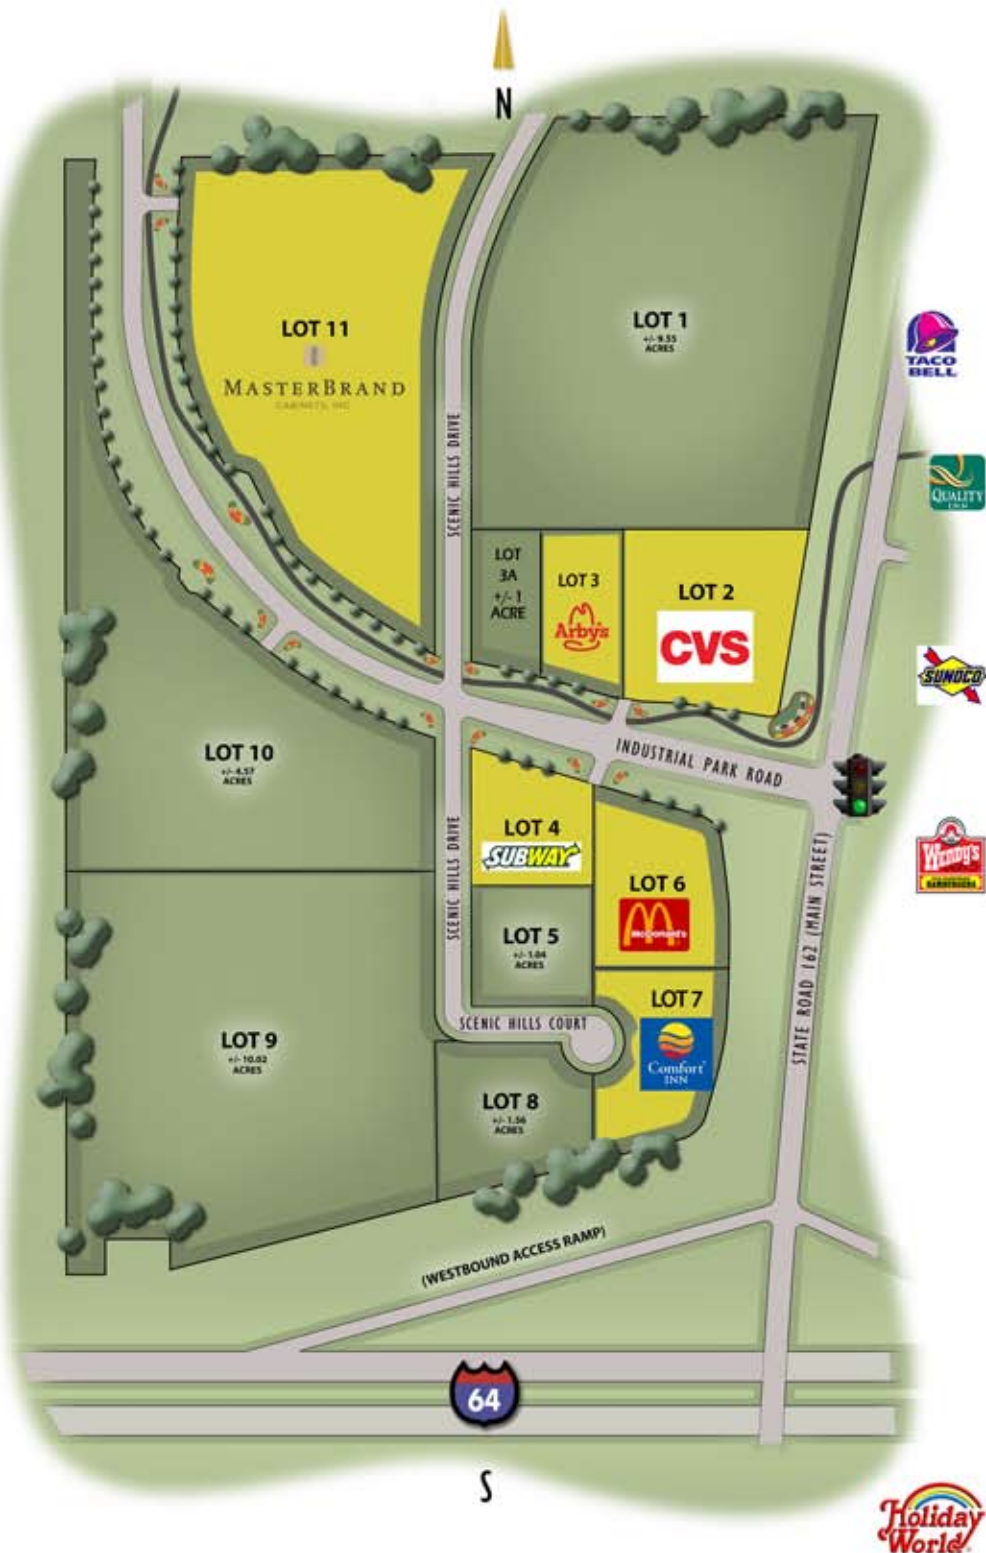 N
LOT 11
MASTERBRAND
CABINETS, INC
LOT 1
+/- 9.55
ACRES
TACO
BELL
SCENIC HILLS DRIVE
QUALITY
INN
LOT
3A
+/- 1
ACRE
LOT 3
Arby's
LOT 2
CVS
SUNOCO
INDUSTRIAL PARK ROAD
LOT 10
+/- 4.57
ACRES
LOT 4
SUBWAY
SCENIC HILLS DRIVE
LOT 6
McDonald's
WENDY'S
HAMBURGERS
STATE ROAD 162 (MAIN STREET)
LOT 5
+/- 1.04
ACRES
LOT 7
Comfort
INN
SCENIC HILLS COURT
LOT 9
+/- 10.02
ACRES
LOT 8
+/- 1.56
ACRES
(WESTBOUND ACCESS RAMP)
64
S
Holiday
World